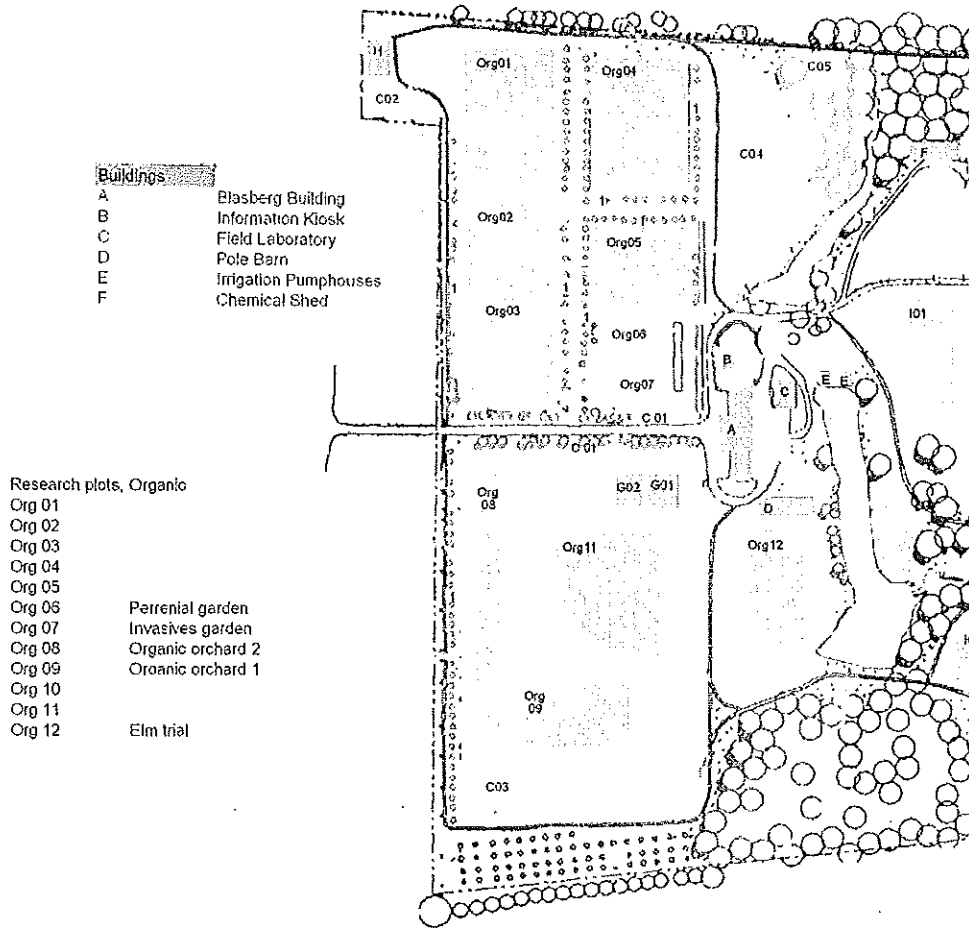 Org01
Org04
C05
C02
C04
F
Buildings
A Blasberg Building
B Information Kiosk
C Field Laboratory
D Pole Barn
E Irrigation Pumphouses
F Chemical Shed
Org02
Org05
Org03
Org06
I01
B
Org07
E E
C
C 01
A
C 01
Research plots, Organic
Org 01
Org 02
Org 03
Org 04
Org 05
Org 06 Perrenial garden
Org 07 Invasives garden
Org 08 Organic orchard 2
Org 09 Organic orchard 1
Org 10
Org 11
Org 12 Elm trial
Org
08
G02 G01
D
Org11
Org12
Org
09
C03